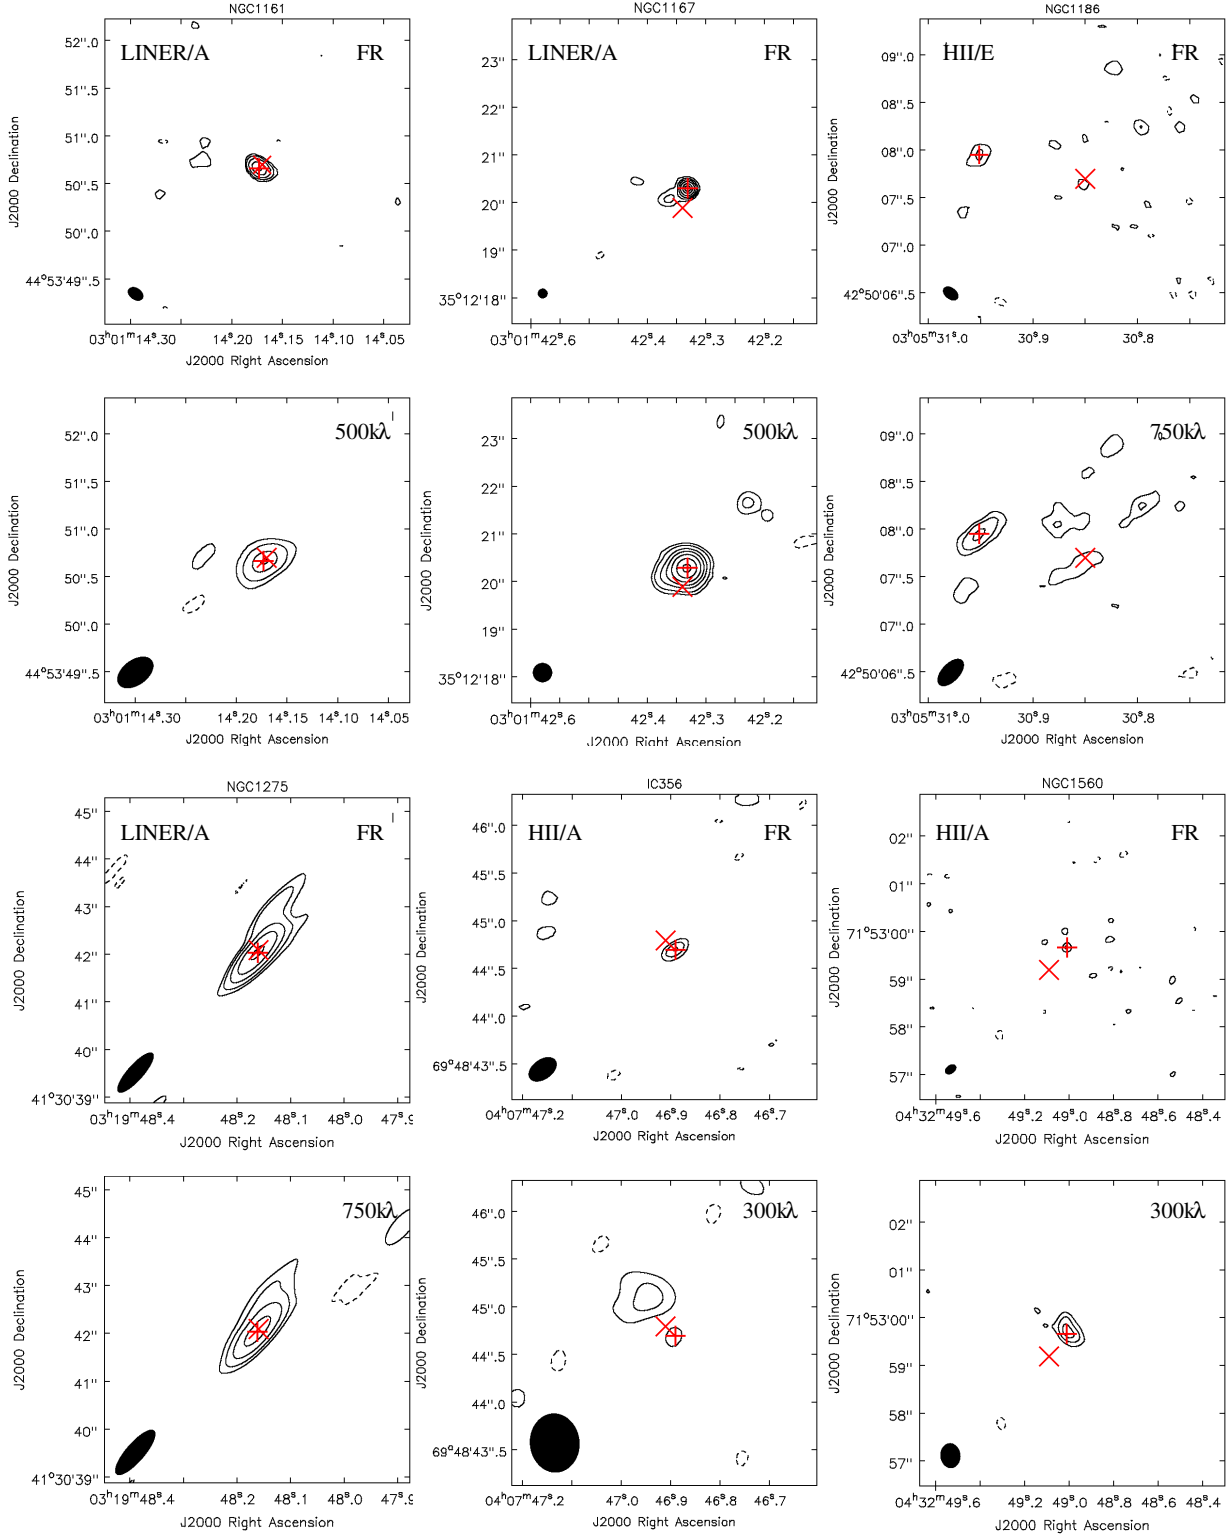 NGC1161
LINER/A FR
52".0
51".5
51".0
50".5
50".0
44°53'49".5
03ʰ01ᵐ14ˢ.30 14ˢ.20 14ˢ.15 14ˢ.10 14ˢ.05
J2000 Declination
J2000 Right Ascension
NGC1167
LINER/A FR
23"
22"
21"
20"
19"
35°12'18"
03ʰ01ᵐ42ˢ.6 42ˢ.4 42ˢ.3 42ˢ.2
NGC1186
HII/E FR
09".0
08".5
08".0
07".5
07".0
42°50'06".5
03ʰ05ᵐ31ˢ.0 30ˢ.9 30ˢ.8
500kλ
52".0
51".5
51".0
50".5
50".0
44°53'49".5
03ʰ01ᵐ14ˢ.30 14ˢ.20 14ˢ.15 14ˢ.10 14ˢ.05
J2000 Declination
J2000 Right Ascension
500kλ
23"
22"
21"
20"
19"
35°12'18"
03ʰ01ᵐ42ˢ.6 42ˢ.4 42ˢ.3 42ˢ.2
J2000 Declination
J2000 Right Ascension
750kλ
09".0
08".5
08".0
07".5
07".0
42°50'06".5
03ʰ05ᵐ31ˢ.0 30ˢ.9 30ˢ.8
J2000 Declination
J2000 Right Ascension
NGC1275
LINER/A FR
45"
44"
43"
42"
41"
40"
41°30'39"
03ʰ19ᵐ48ˢ.4 48ˢ.2 48ˢ.1 48ˢ.0 47ˢ.9
J2000 Declination
J2000 Right Ascension
IC356
HII/A FR
46".0
45".5
45".0
44".5
44".0
69°48'43".5
04ʰ07ᵐ47ˢ.2 47ˢ.0 46ˢ.9 46ˢ.8 46ˢ.7
J2000 Declination
J2000 Right Ascension
NGC1560
HII/A FR
02"
01"
71°53'00"
59"
58"
57"
04ʰ32ᵐ49ˢ.6 49ˢ.2 49ˢ.0 48ˢ.8 48ˢ.6 48ˢ.4
J2000 Declination
J2000 Right Ascension
750kλ
45"
44"
43"
42"
41"
40"
41°30'39"
03ʰ19ᵐ48ˢ.4 48ˢ.2 48ˢ.1 48ˢ.0 47ˢ.9
J2000 Declination
J2000 Right Ascension
300kλ
46".0
45".5
45".0
44".5
44".0
69°48'43".5
04ʰ07ᵐ47ˢ.2 47ˢ.0 46ˢ.9 46ˢ.8 46ˢ.7
J2000 Declination
J2000 Right Ascension
300kλ
02"
01"
71°53'00"
59"
58"
57"
04ʰ32ᵐ49ˢ.6 49ˢ.2 49ˢ.0 48ˢ.8 48ˢ.6 48ˢ.4
J2000 Declination
J2000 Right Ascension